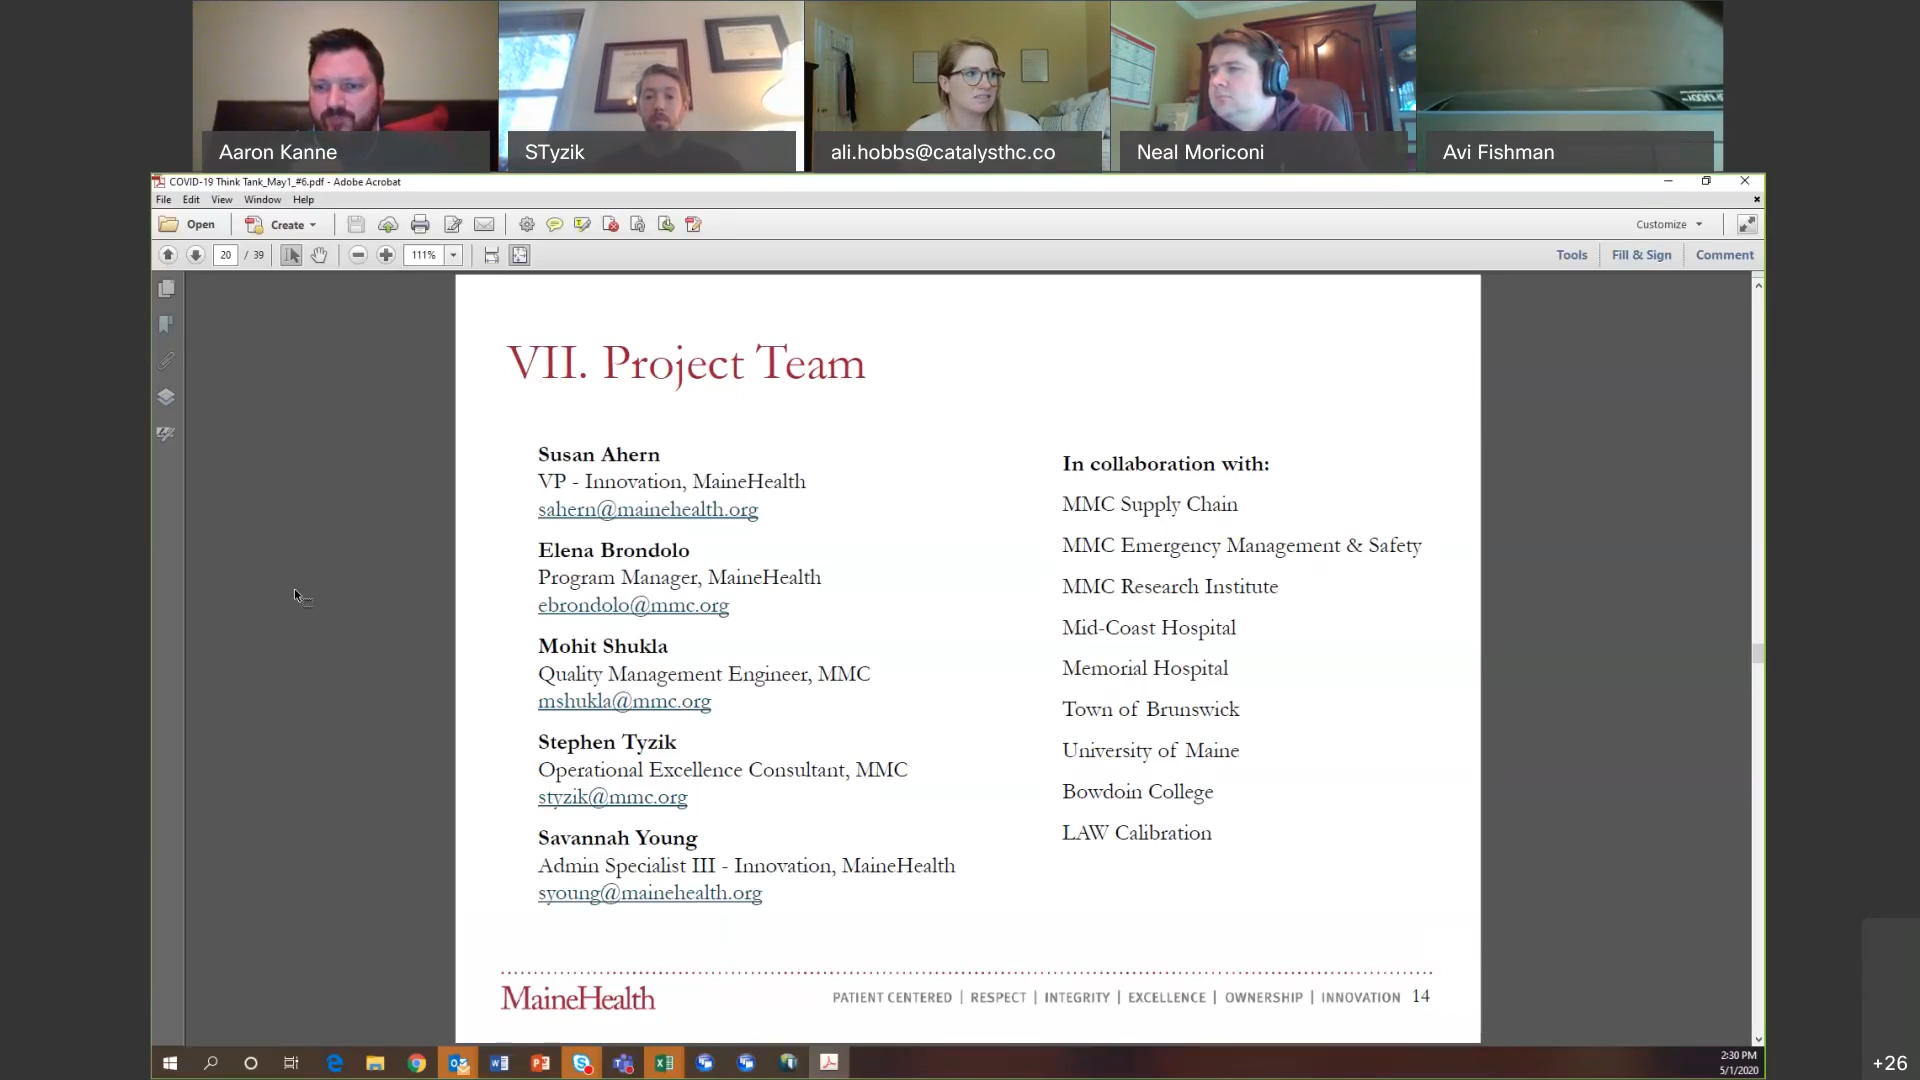 Aaron Kanne
STyzik
ali.hobbs@catalysthc.co
Neal Moriconi
Avi Fishman
COVID-19 Think Tank_May1_#6.pdf - Adobe Acrobat
File Edit View Window Help
Open Create Customize
20 / 39 111% Tools Fill & Sign Comment
VII. Project Team
Susan Ahern
VP - Innovation, MaineHealth
sahern@mainehealth.org
Elena Brondolo
Program Manager, MaineHealth
ebrondolo@mmc.org
Mohit Shukla
Quality Management Engineer, MMC
mshukla@mmc.org
Stephen Tyzik
Operational Excellence Consultant, MMC
styzik@mmc.org
Savannah Young
Admin Specialist III - Innovation, MaineHealth
syoung@mainehealth.org
In collaboration with:
MMC Supply Chain
MMC Emergency Management & Safety
MMC Research Institute
Mid-Coast Hospital
Memorial Hospital
Town of Brunswick
University of Maine
Bowdoin College
LAW Calibration
MaineHealth
PATIENT CENTERED | RESPECT | INTEGRITY | EXCELLENCE | OWNERSHIP | INNOVATION 14
2:30 PM
5/1/2020
+26